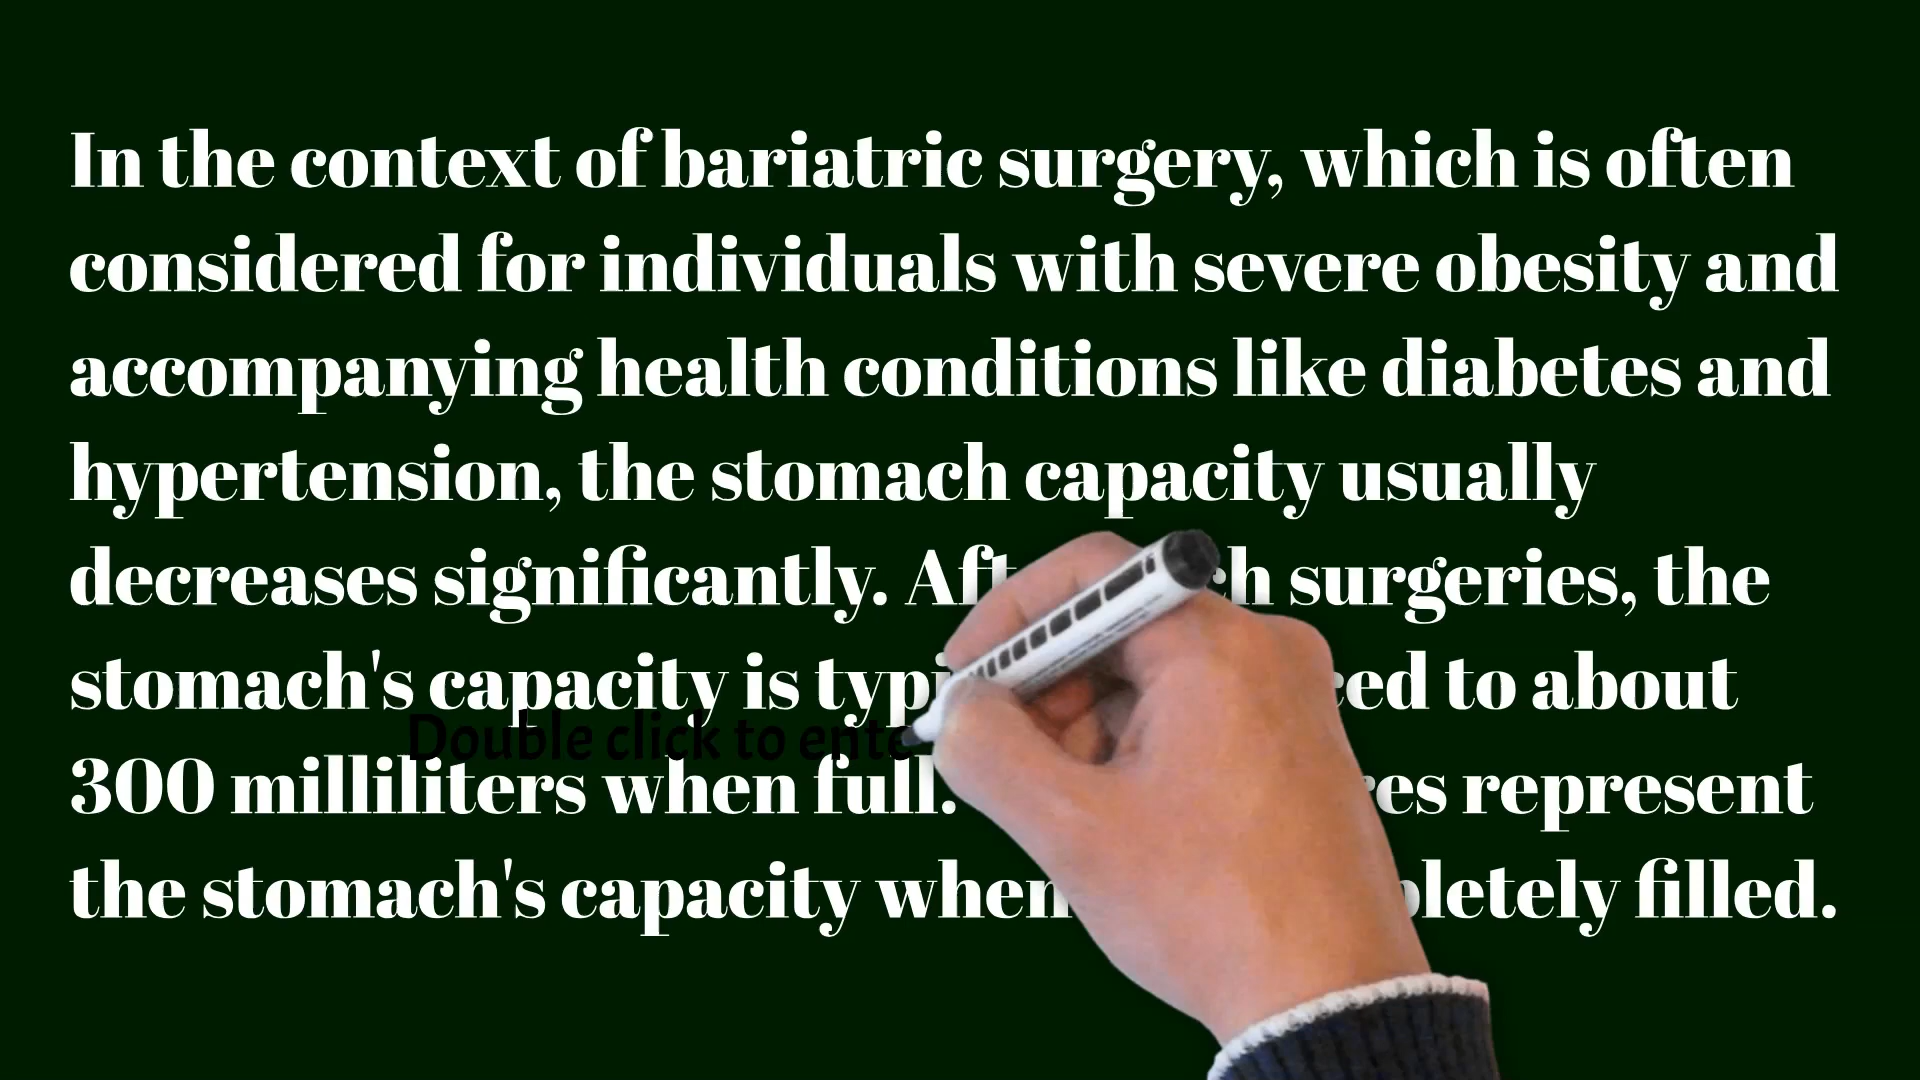 In the context of bariatric surgery, which is often
considered for individuals with severe obesity and
accompanying health conditions like diabetes and
hypertension, the stomach capacity usually
decreases significantly. surgeries, the
stomach's capacity is to about
Double click to
300 milliliters when full. represent
the stomach's capacity when filled.